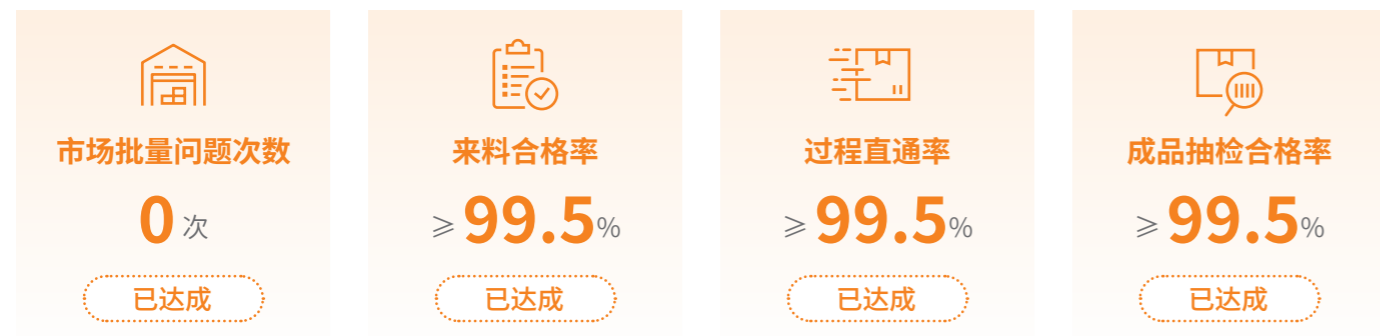 市场批量问题次数
0 次
已达成
来料合格率
≥ 99.5%
已达成
过程直通率
≥ 99.5%
已达成
成品抽检合格率
≥ 99.5%
已达成